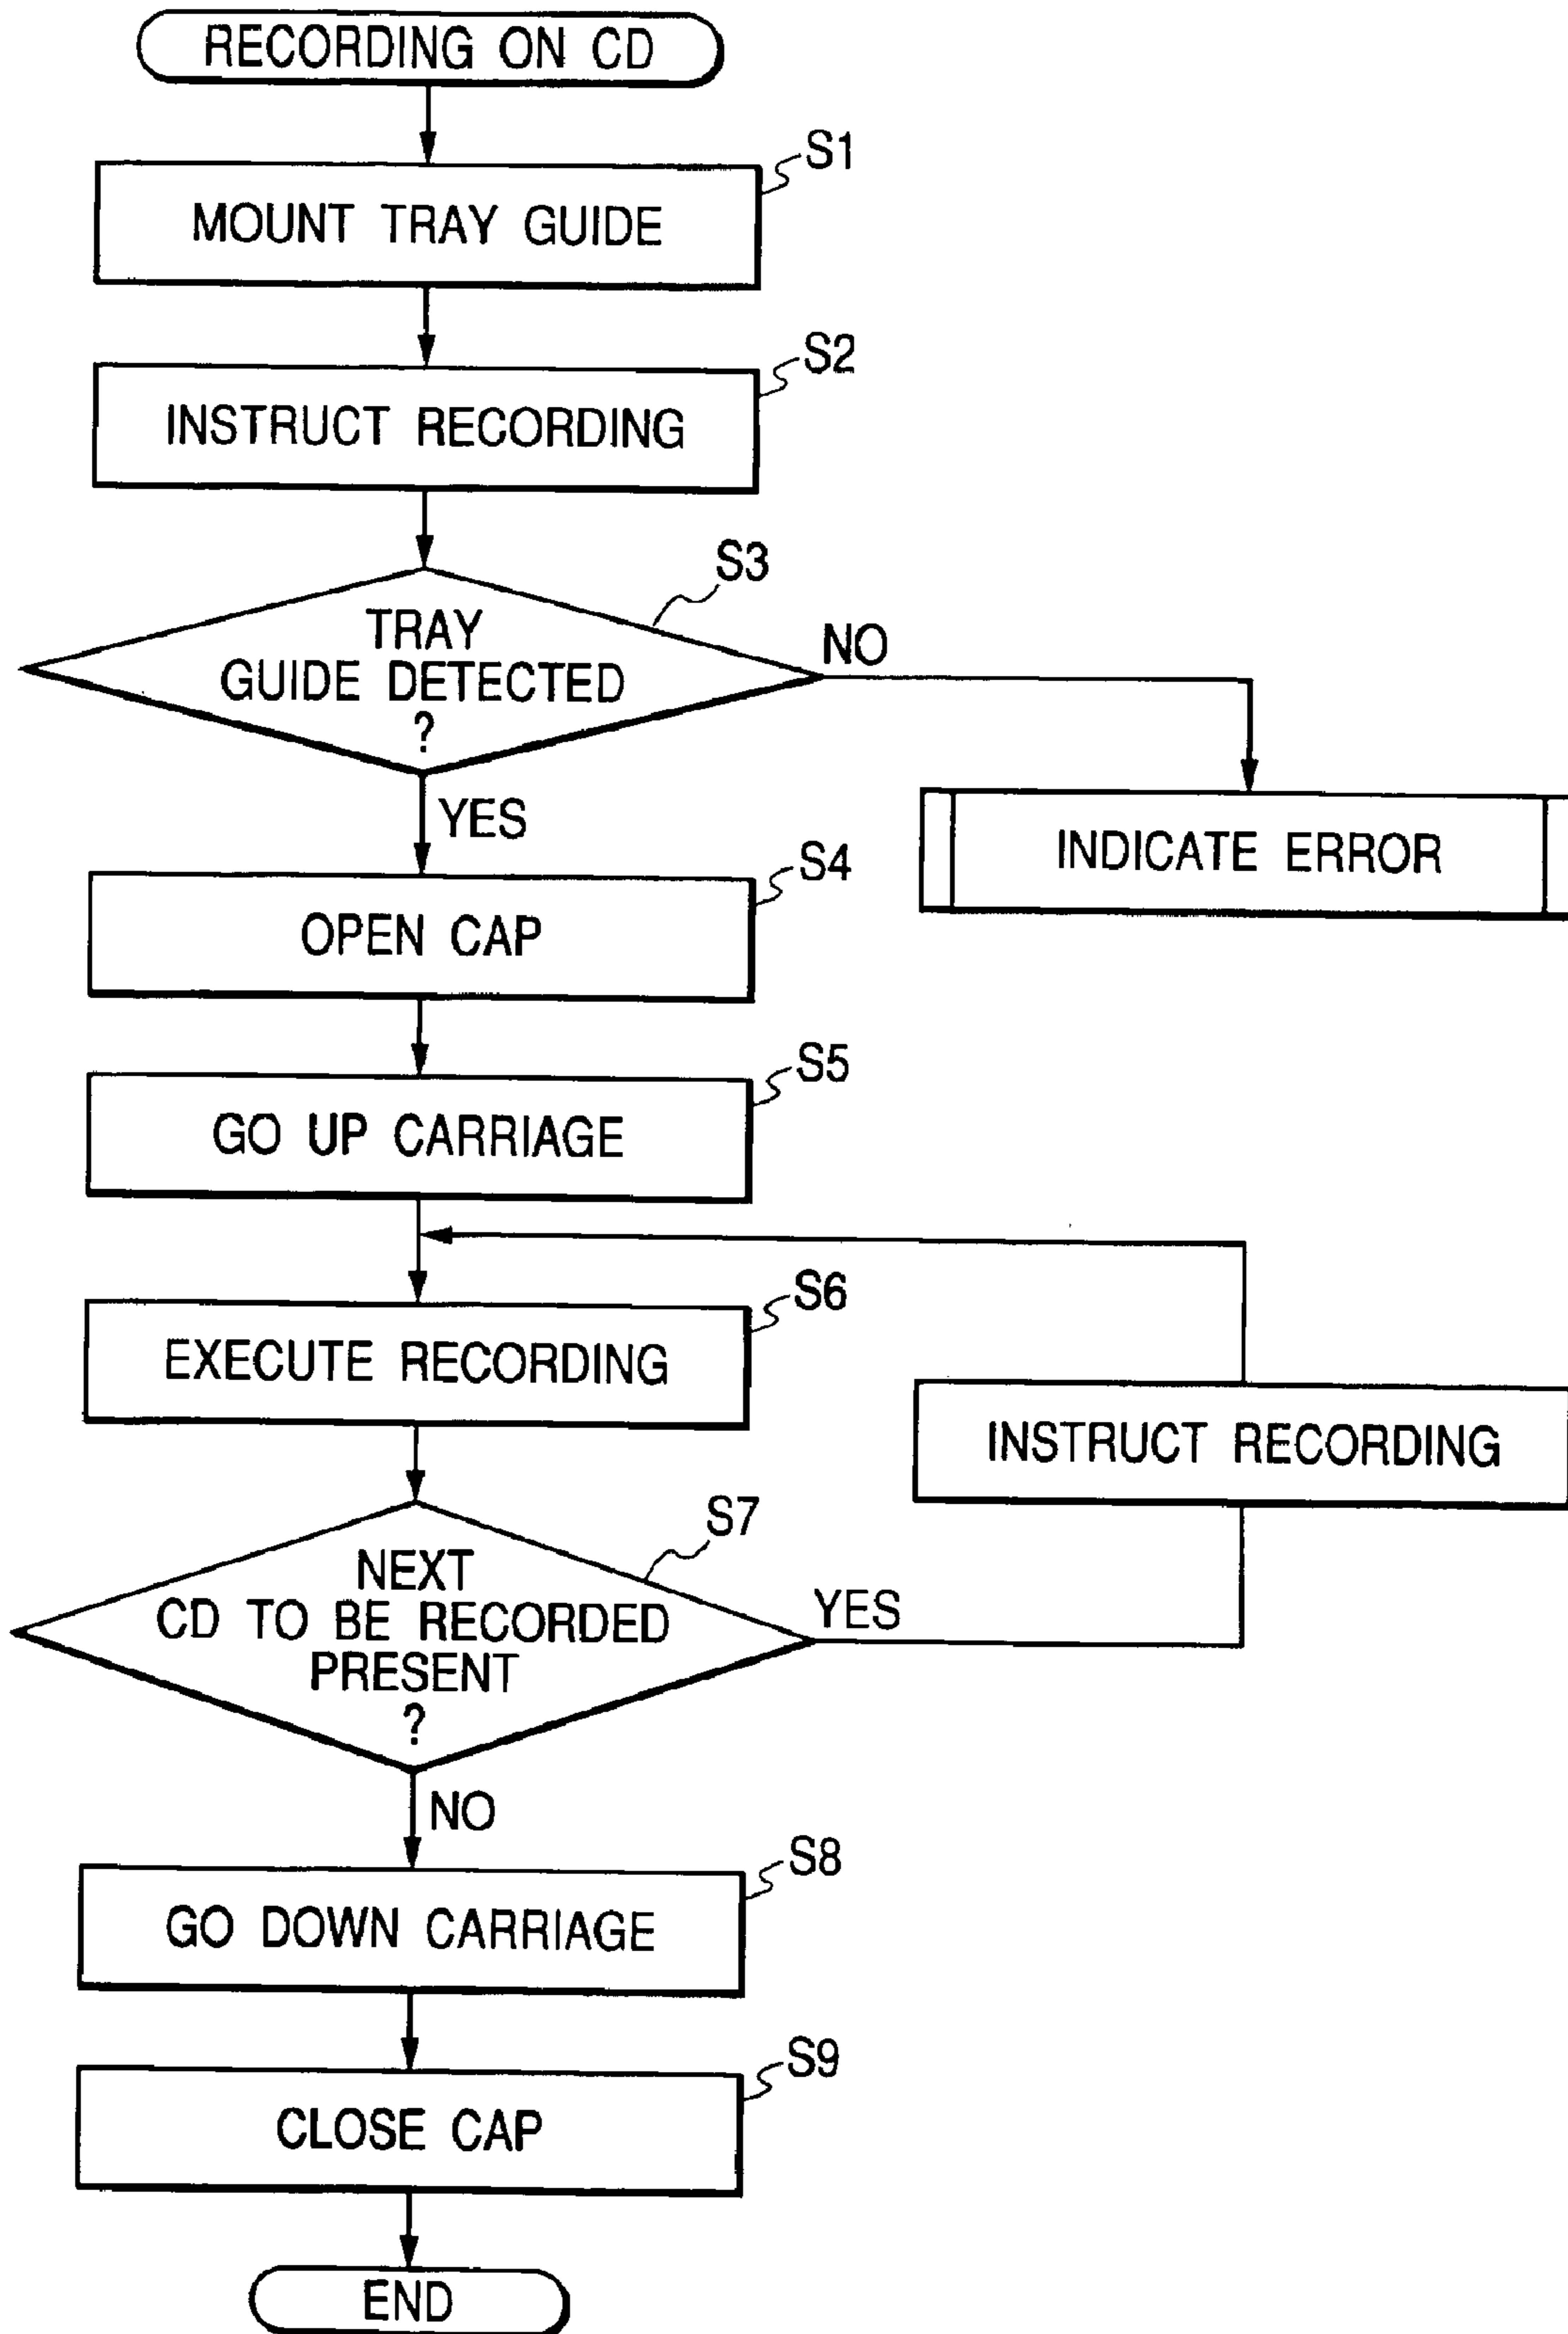 RECORDING ON CD
S1
MOUNT TRAY GUIDE
S2
INSTRUCT RECORDING
S3
TRAY
GUIDE DETECTED
?
NO
YES
INDICATE ERROR
S4
OPEN CAP
S5
GO UP CARRIAGE
S6
EXECUTE RECORDING
INSTRUCT RECORDING
S7
NEXT
CD TO BE RECORDED
PRESENT
?
YES
NO
S8
GO DOWN CARRIAGE
S9
CLOSE CAP
END